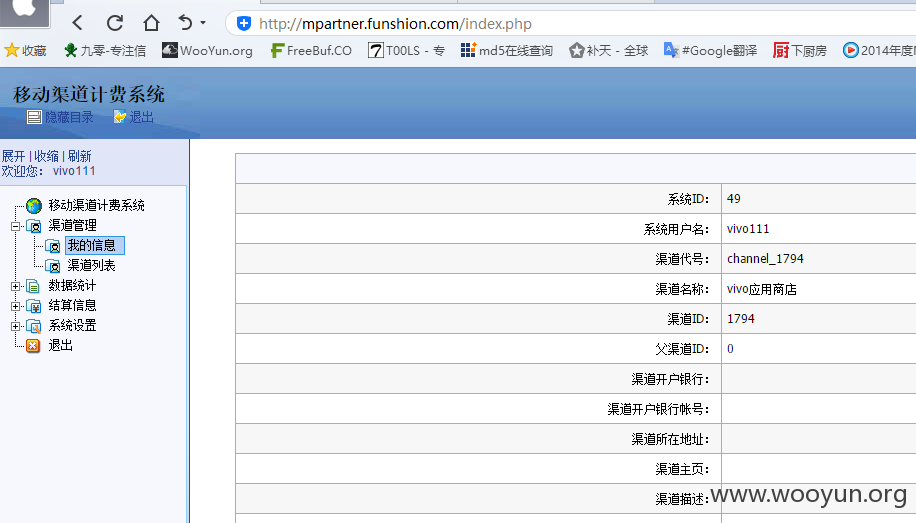 http://mpartner.funshion.com/index.php
收藏 九零-专注信 WooYun.org FreeBuf.CO T00LS - 专 md5在线查询 补天 - 全球 #Google翻译 下厨房 2014年度
移动渠道计费系统
隐藏目录 退出
展开 | 收缩 | 刷新
欢迎您: vivo111
移动渠道计费系统
渠道管理
我的信息
渠道列表
数据统计
结算信息
系统设置
退出
系统ID: 49
系统用户名: vivo111
渠道代号: channel_1794
渠道名称: vivo应用商店
渠道ID: 1794
父渠道ID: 0
渠道开户银行:
渠道开户银行帐号:
渠道所在地址:
渠道主页:
渠道描述:
www.wooyun.org